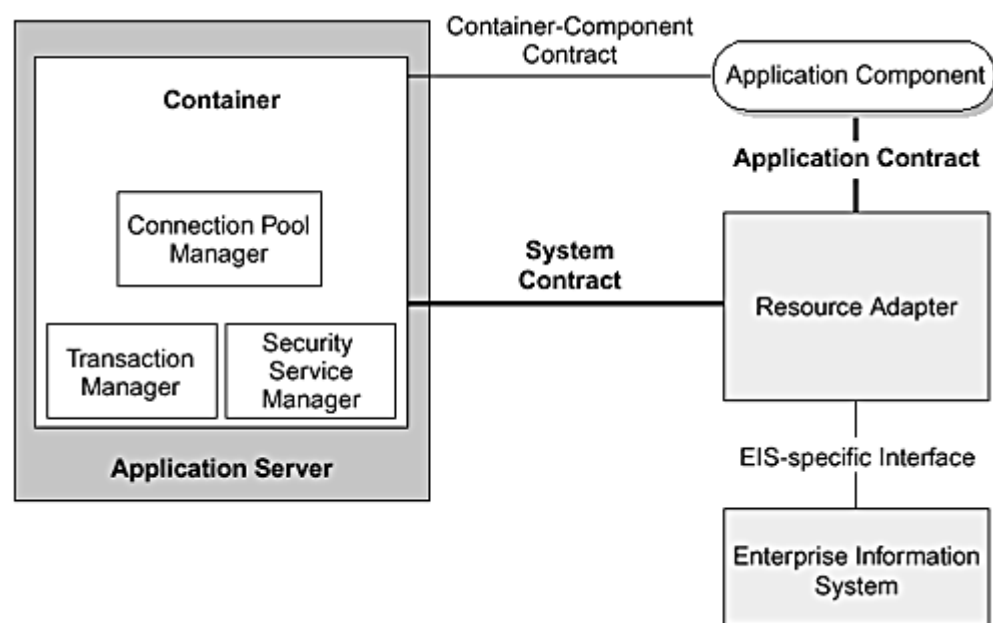 Container-Component
Contract
Application Component
Container
Application Contract
Connection Pool
Manager
System
Contract
Resource Adapter
Transaction
Manager
Security
Service
Manager
EIS-specific Interface
Application Server
Enterprise Information
System